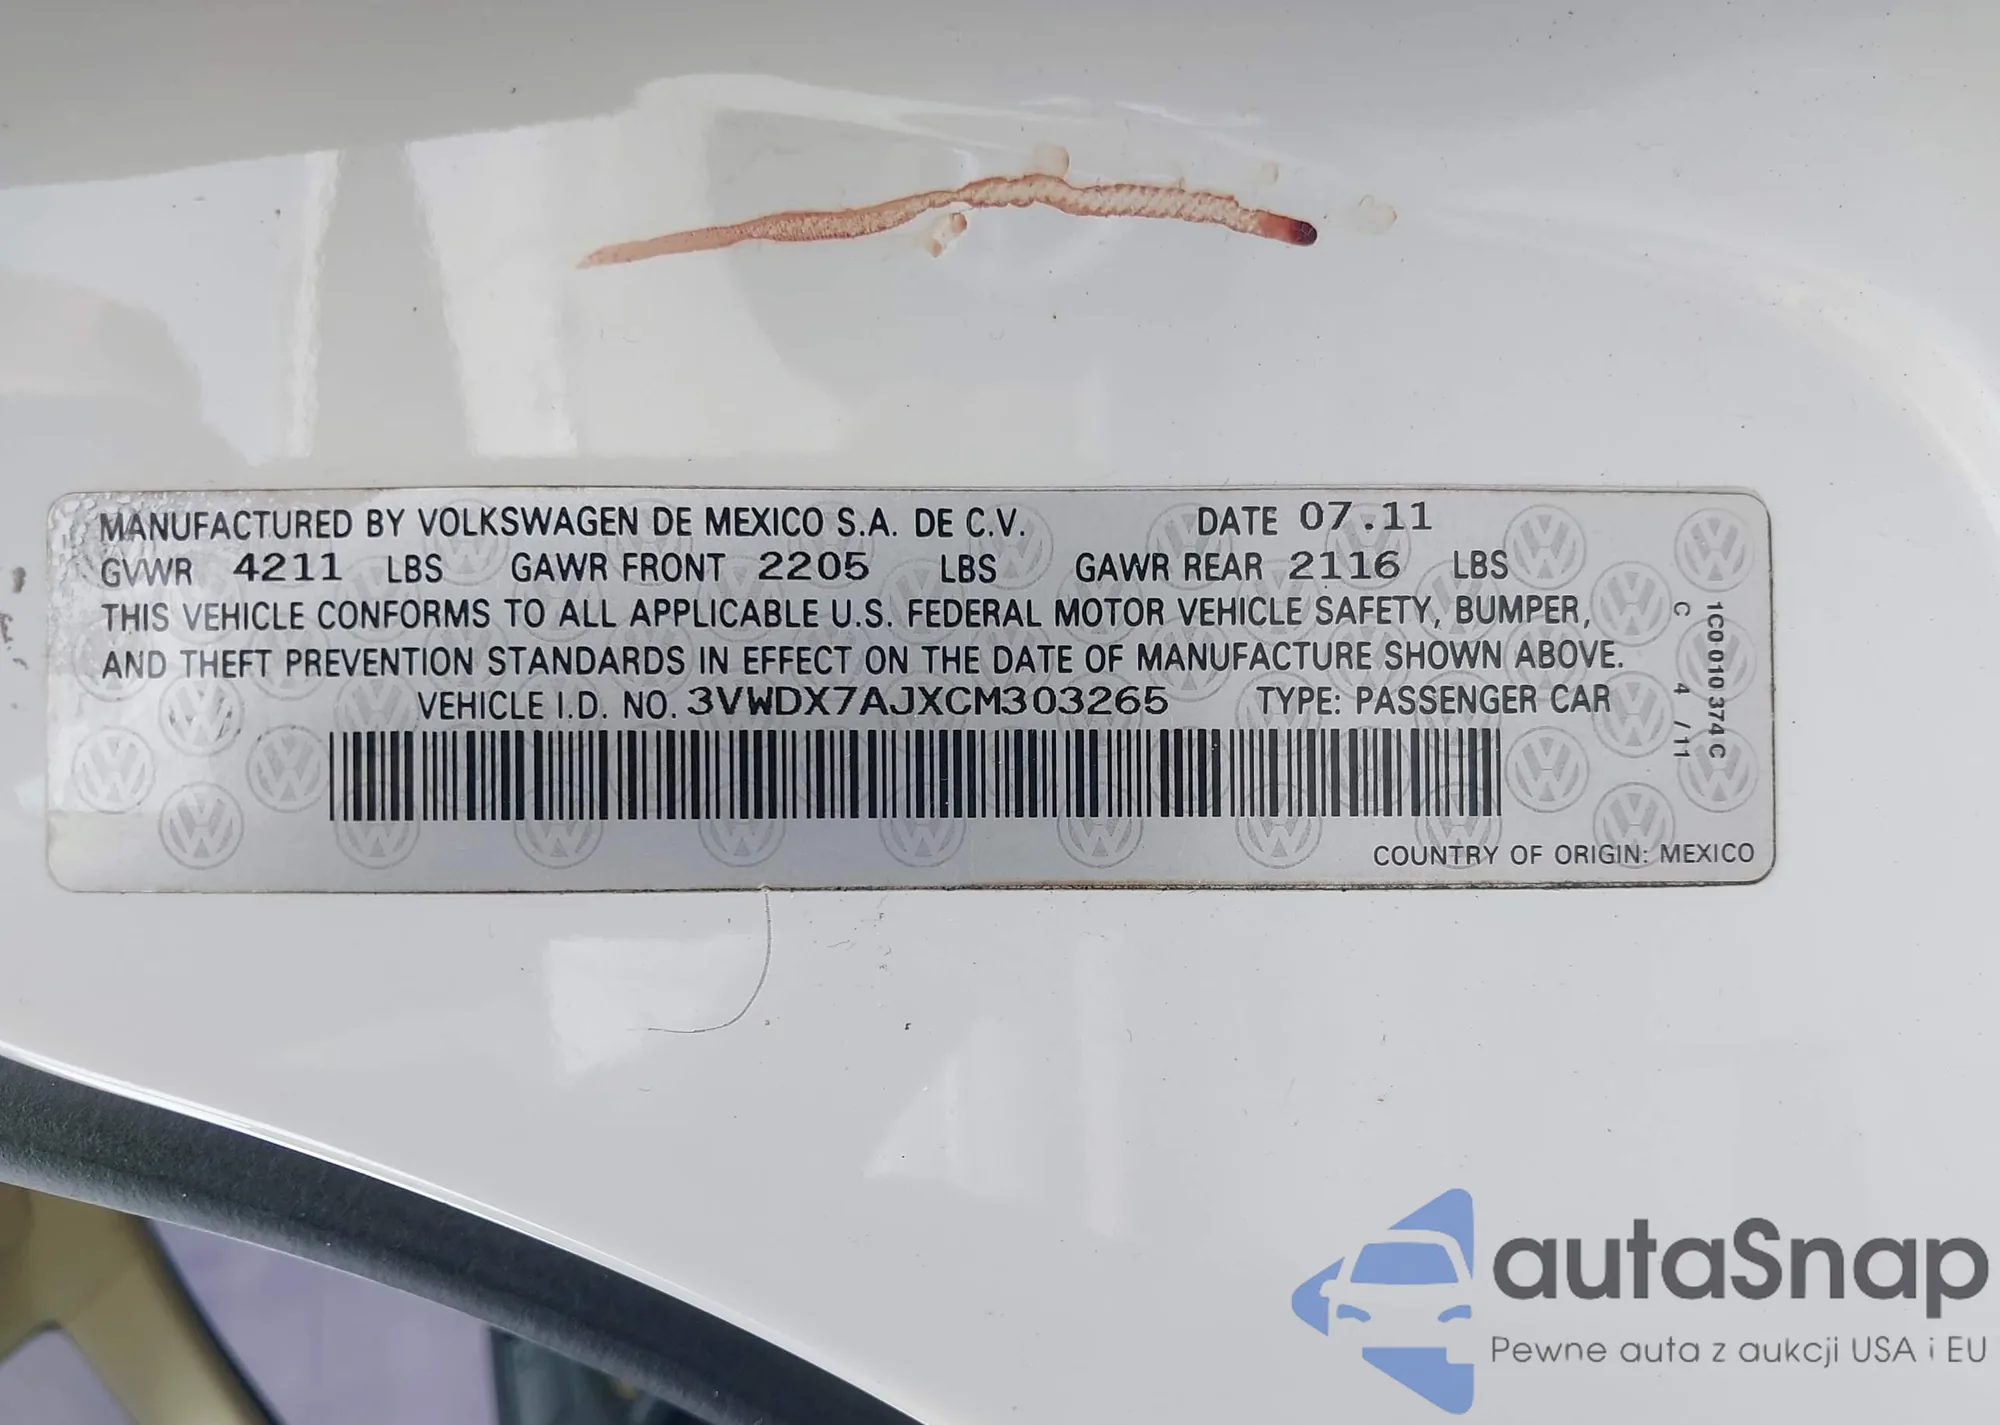 MANUFACTURED BY VOLKSWAGEN DE MEXICO S.A. DE C.V. DATE 07.11
GVWR 4211 LBS GAWR FRONT 2205 LBS GAWR REAR 2116 LBS
THIS VEHICLE CONFORMS TO ALL APPLICABLE U.S. FEDERAL MOTOR VEHICLE SAFETY, BUMPER,
AND THEFT PREVENTION STANDARDS IN EFFECT ON THE DATE OF MANUFACTURE SHOWN ABOVE.
VEHICLE I.D. NO. 3VWDX7AJXCM303265 TYPE: PASSENGER CAR
COUNTRY OF ORIGIN: MEXICO
1C0 010 374 C
C 4 /11
autaSnap
Pewne auta z aukcji USA i EU